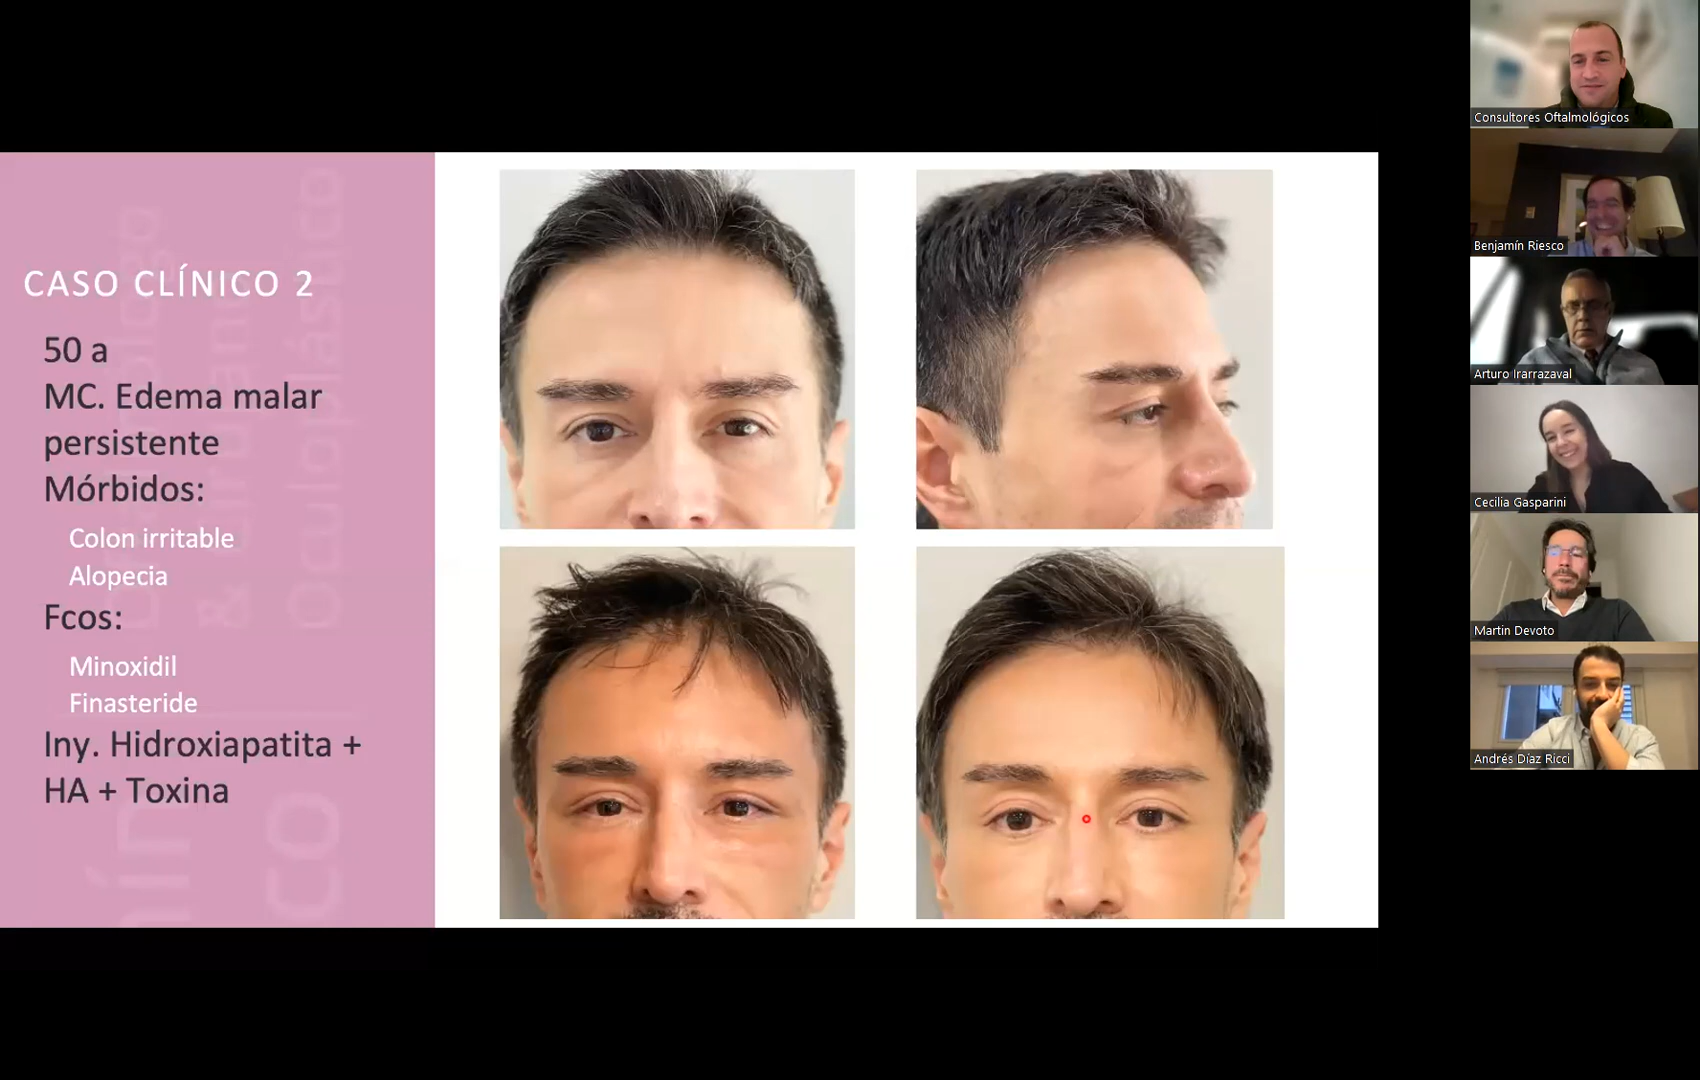 CASO CLÍNICO 2
50 a
MC. Edema malar
persistente
Mórbidos:
Colon irritable
Alopecia
Fcos:
Minoxidil
Finasteride
Iny. Hidroxiapatita +
HA + Toxina
Consultores Oftalmológicos
Benjamín Riesco
Arturo Irarrazaval
Cecilia Gasparini
Martin Devoto
Andrés Díaz Ricci